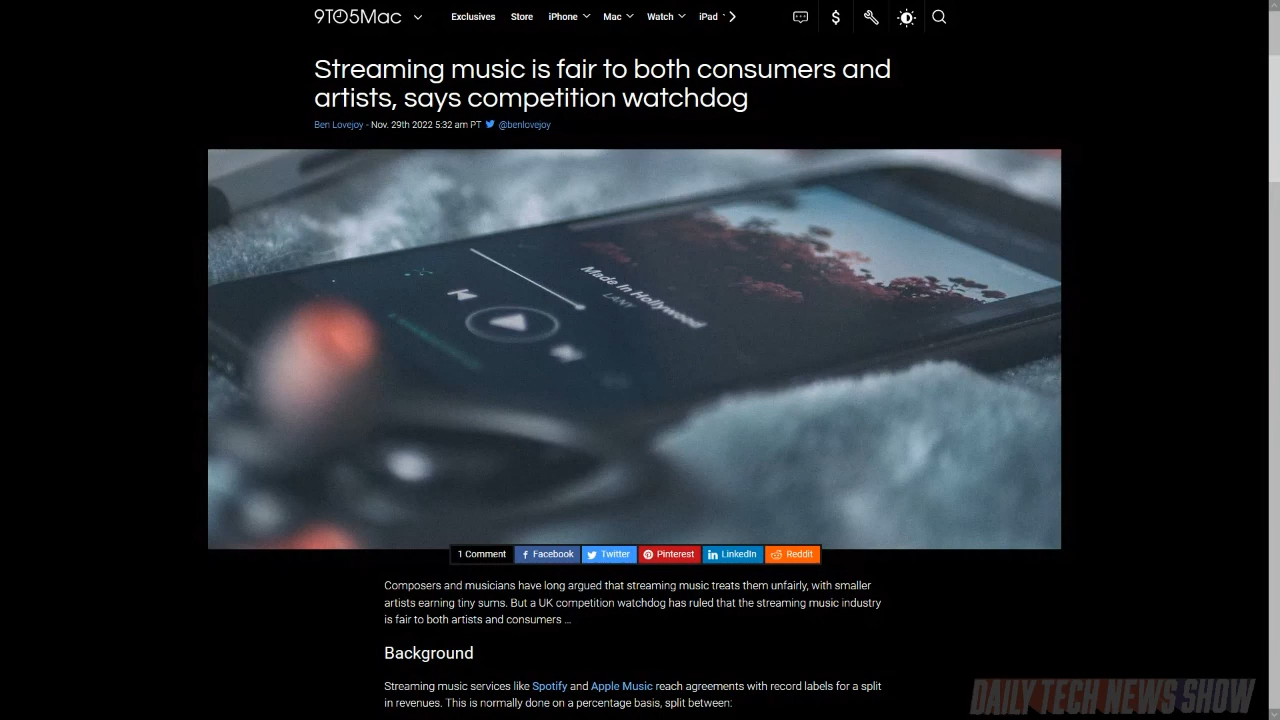 9TO5Mac
Exclusives Store iPhone Mac Watch iPad
Streaming music is fair to both consumers and
artists, says competition watchdog
Ben Lovejoy - Nov. 29th 2022 5:32 am PT @benlovejoy
Made In Hollywood
LANY
1 Comment Facebook Twitter Pinterest LinkedIn Reddit
Composers and musicians have long argued that streaming music treats them unfairly, with smaller
artists earning tiny sums. But a UK competition watchdog has ruled that the streaming music industry
is fair to both artists and consumers …
Background
Streaming music services like Spotify and Apple Music reach agreements with record labels for a split
in revenues. This is normally done on a percentage basis, split between:
DAILY TECH NEWS SHOW